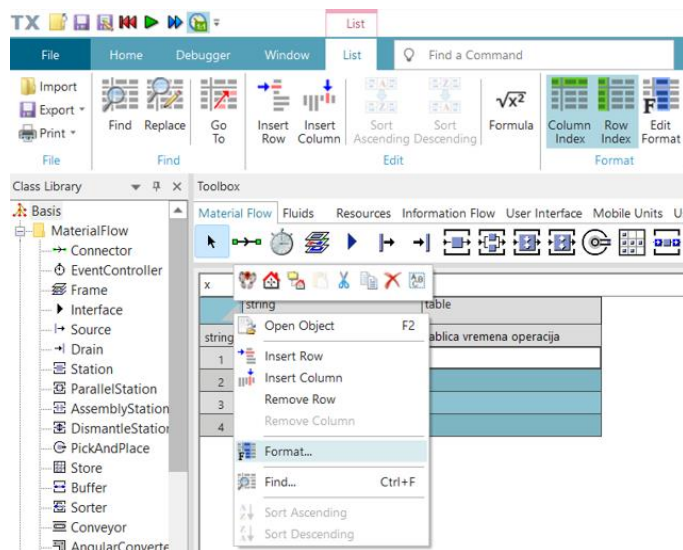 TX
List
File Home Debugger Window List Find a Command
Import
Export
Print
Find Replace
Go To
Insert Row
Insert Column
Sort Ascending
Sort Descending
√x²
Formula
Column Index
Row Index
Edit Format
File Find Edit Format
Class Library
Toolbox
Basis
MaterialFlow
Connector
EventController
Frame
Interface
Source
Drain
Station
ParallelStation
AssemblyStation
DismantleStation
PickAndPlace
Store
Buffer
Sorter
Conveyor
AngularConverte
Material Flow Fluids Resources Information Flow User Interface Mobile Units U
x
string table
string ablica vremena operacija
1
2
3
4
Open Object F2
Insert Row
Insert Column
Remove Row
Remove Column
Format...
Find... Ctrl+F
Sort Ascending
Sort Descending